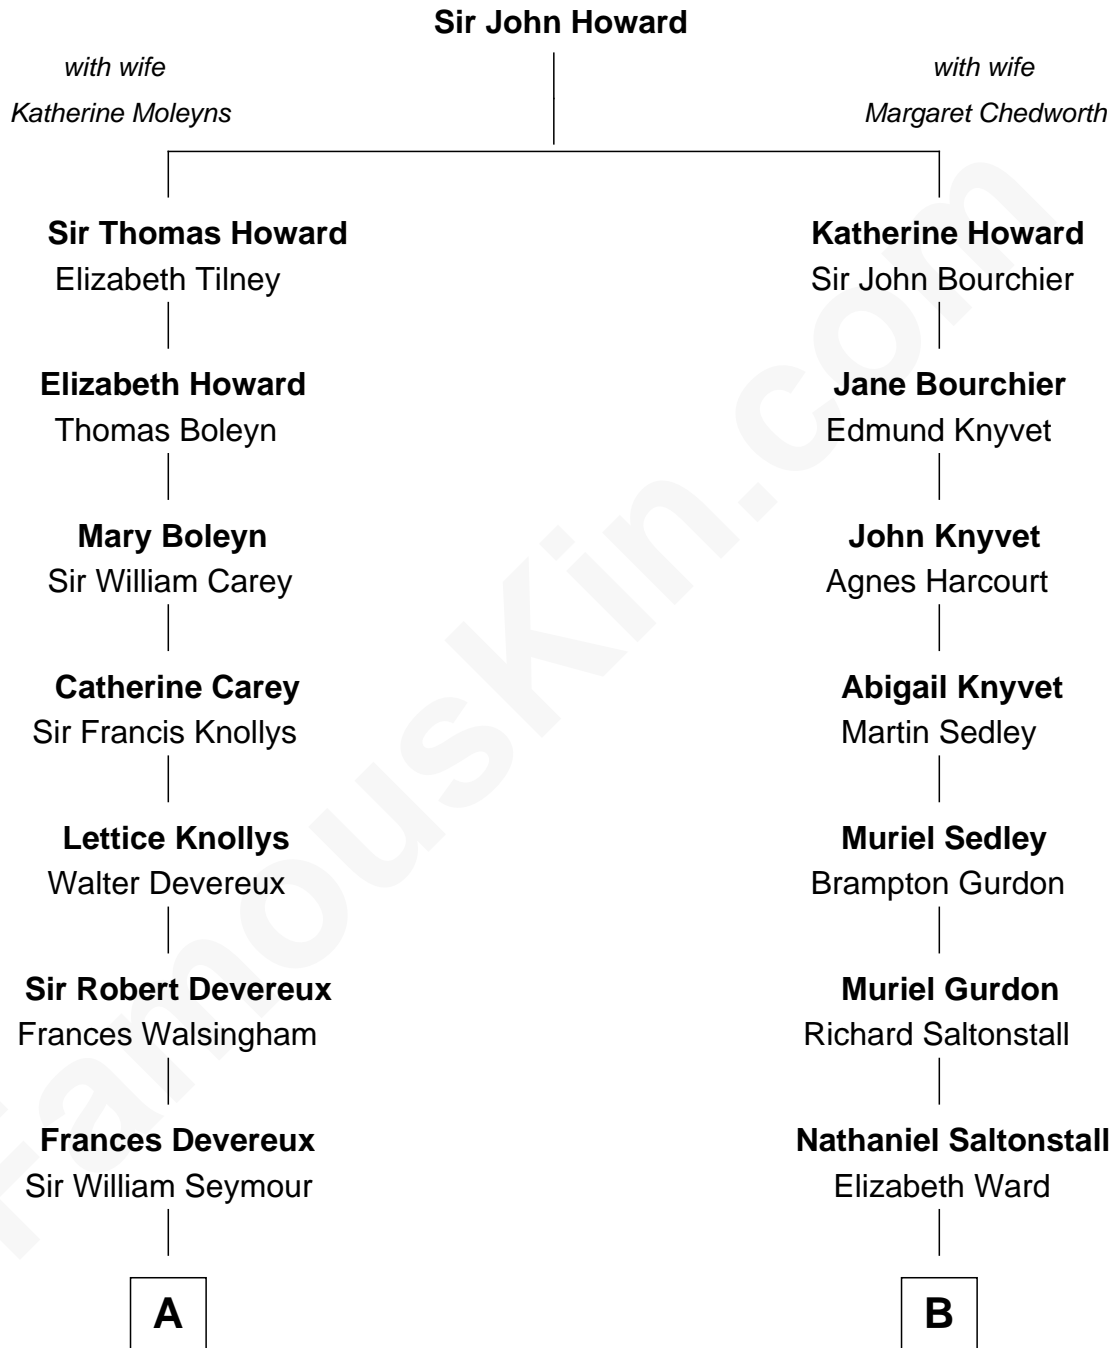 Sir John Howard
with wife
Katherine Moleyns
with wife
Margaret Chedworth
Sir Thomas Howard
Elizabeth Tilney
Katherine Howard
Sir John Bourchier
Elizabeth Howard
Thomas Boleyn
Jane Bourchier
Edmund Knyvet
Mary Boleyn
Sir William Carey
John Knyvet
Agnes Harcourt
Catherine Carey
Sir Francis Knollys
Abigail Knyvet
Martin Sedley
Lettice Knollys
Walter Devereux
Muriel Sedley
Brampton Gurdon
Sir Robert Devereux
Frances Walsingham
Muriel Gurdon
Richard Saltonstall
Frances Devereux
Sir William Seymour
Nathaniel Saltonstall
Elizabeth Ward
A
B
FamousKin.com